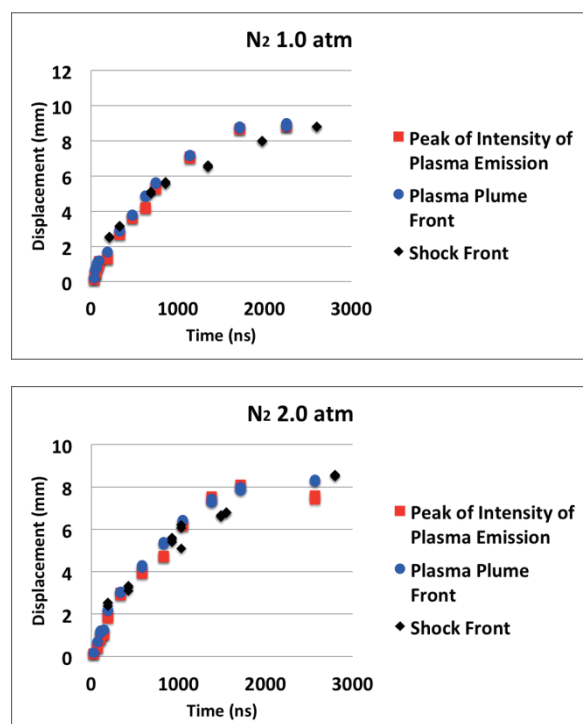 N2 1.0 atm
12
10
8
6
4
2
0
Displacement (mm)
0 1000 2000 3000
Time (ns)
Peak of Intensity of
Plasma Emission
Plasma Plume
Front
Shock Front
N2 2.0 atm
10
8
6
4
2
0
Displacement (mm)
0 1000 2000 3000
Time (ns)
Peak of Intensity of
Plasma Emission
Plasma Plume
Front
Shock Front